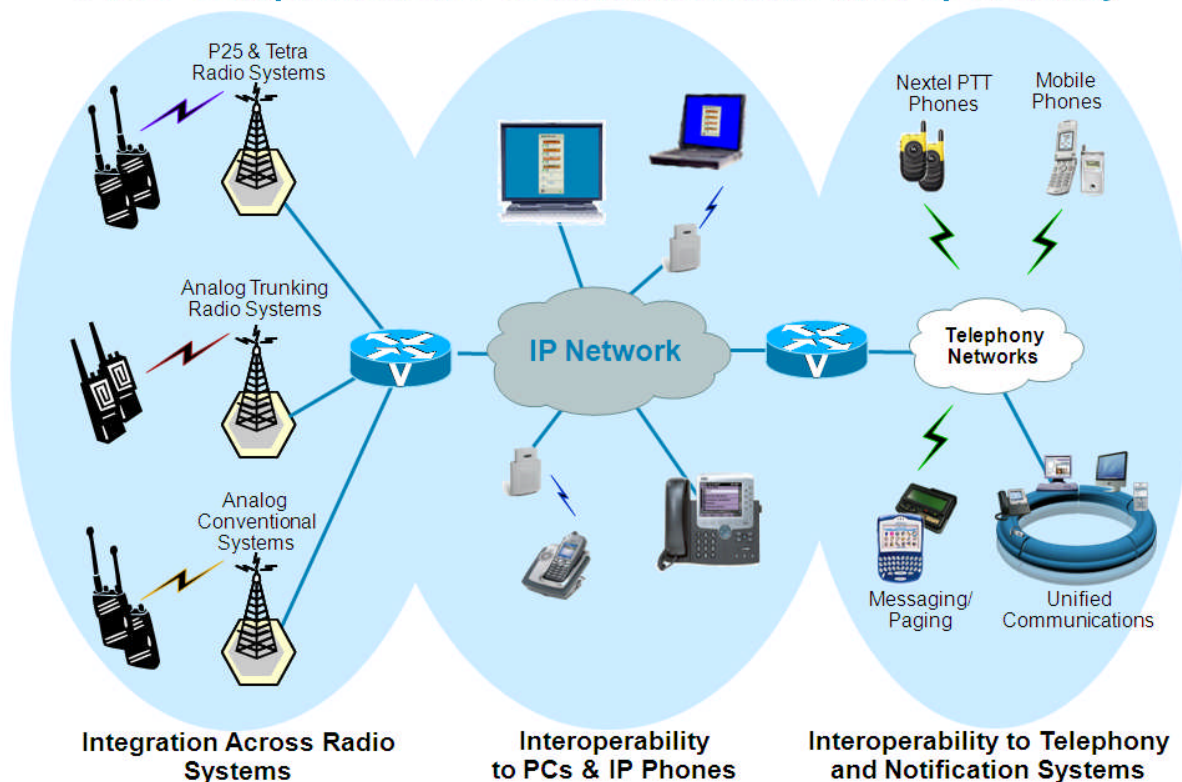 P25 & Tetra
Radio Systems
Analog Trunking
Radio Systems
Analog
Conventional
Systems
V
IP Network
V
Nextel PTT
Phones
Mobile
Phones
Telephony
Networks
Messaging/
Paging
Unified
Communications
Integration Across Radio
Systems
Interoperability
to PCs & IP Phones
Interoperability to Telephony
and Notification Systems